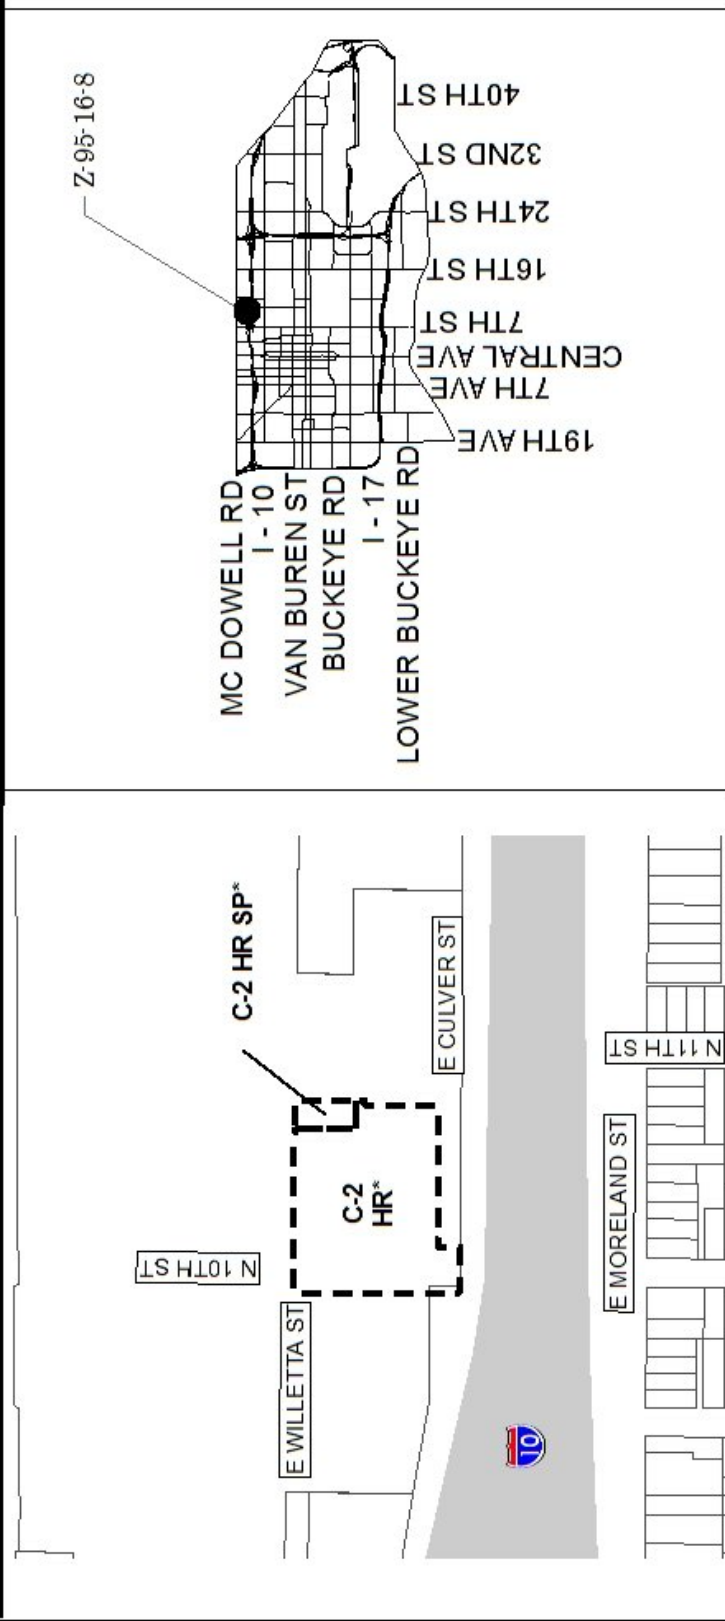 C-2 HR SP*
C-2
HR*
N 10TH ST
E WILLETTA ST
E CULVER ST
N 11TH ST
E MORELAND ST
10
Z-95-16-8
MC DOWELL RD
I - 10
VAN BUREN ST
BUCKEYE RD
I - 17
LOWER BUCKEYE RD
19TH AVE
7TH AVE
CENTRAL AVE
7TH ST
16TH ST
24TH ST
32ND ST
40TH ST